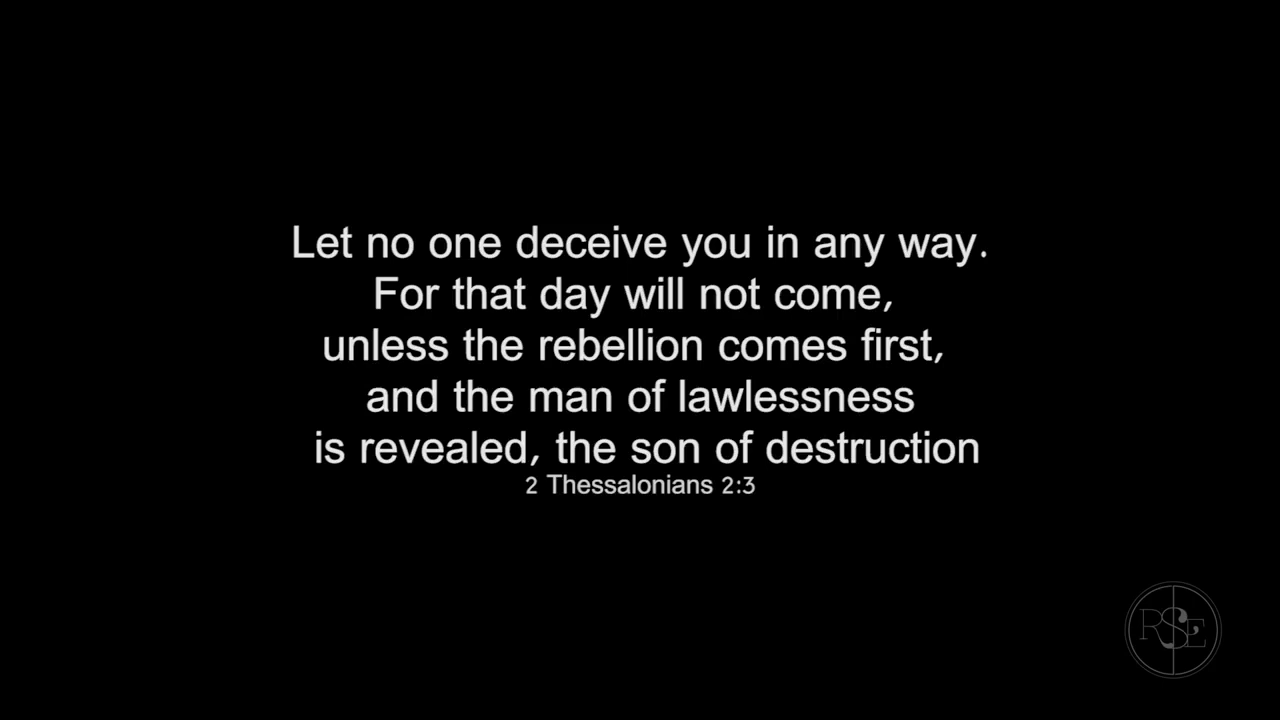 Let no one deceive you in any way.
For that day will not come,
unless the rebellion comes first,
and the man of lawlessness
is revealed, the son of destruction
2 Thessalonians 2:3
RSE